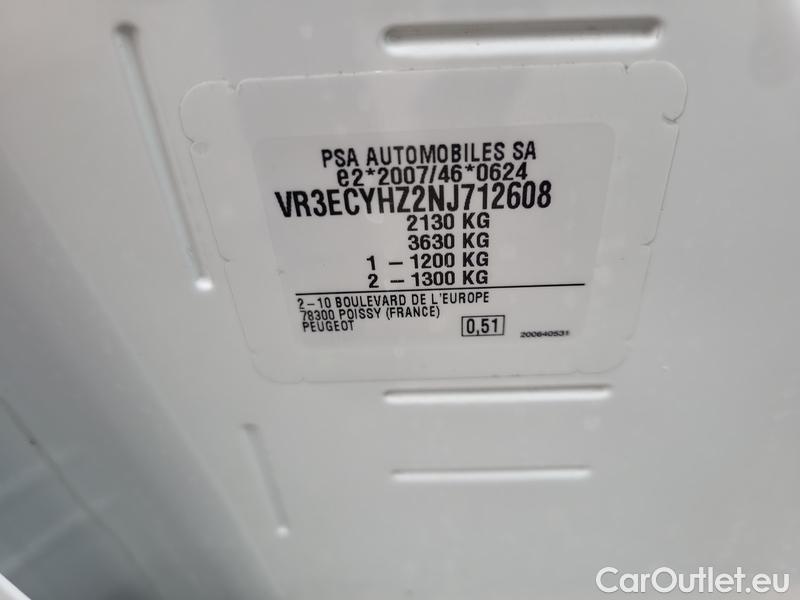 PSA AUTOMOBILES SA
e2*2007/46*0624
VR3ECYHZ2NJ712608
2130 KG
3630 KG
1 – 1200 KG
2 – 1300 KG
2–10 BOULEVARD DE L'EUROPE
78300 POISSY (FRANCE)
PEUGEOT
0,51
200640531
CarOutlet.eu